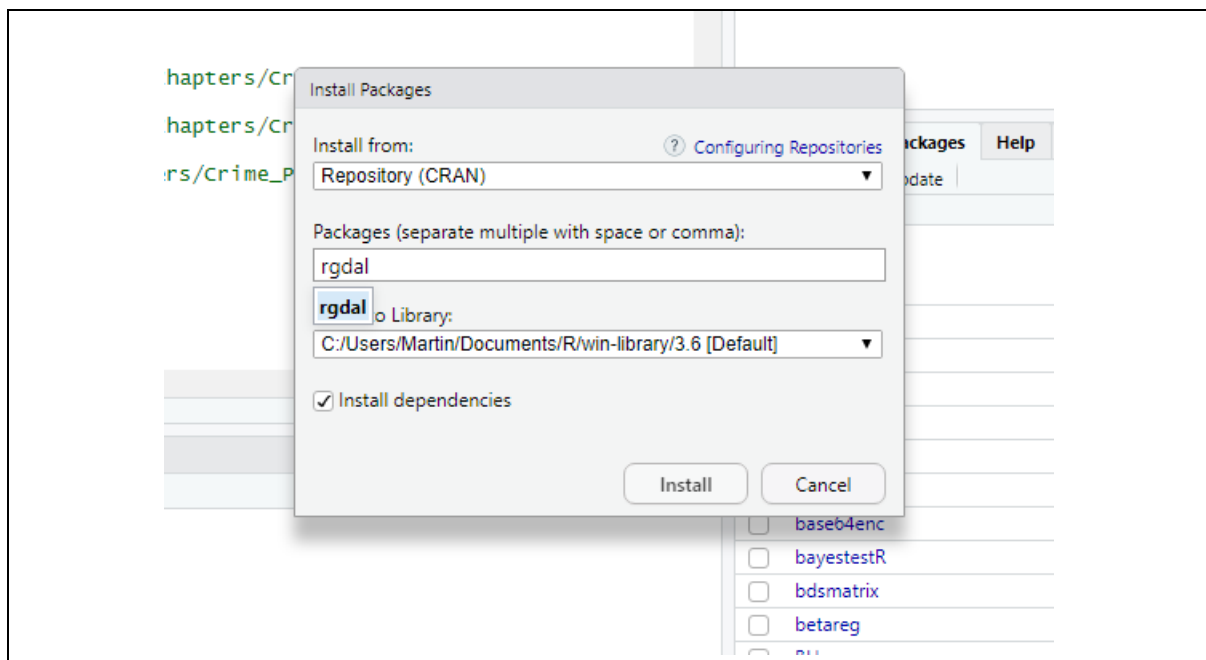 hapters/Cr
hapters/Cr
rs/Crime_P
Install Packages
Install from:
? Configuring Repositories
Repository (CRAN)
Packages (separate multiple with space or comma):
rgdal
rgdal
o Library:
C:/Users/Martin/Documents/R/win-library/3.6 [Default]
Install dependencies
Install
Cancel
ackages
Help
date
base64enc
bayestestR
bdsmatrix
betareg